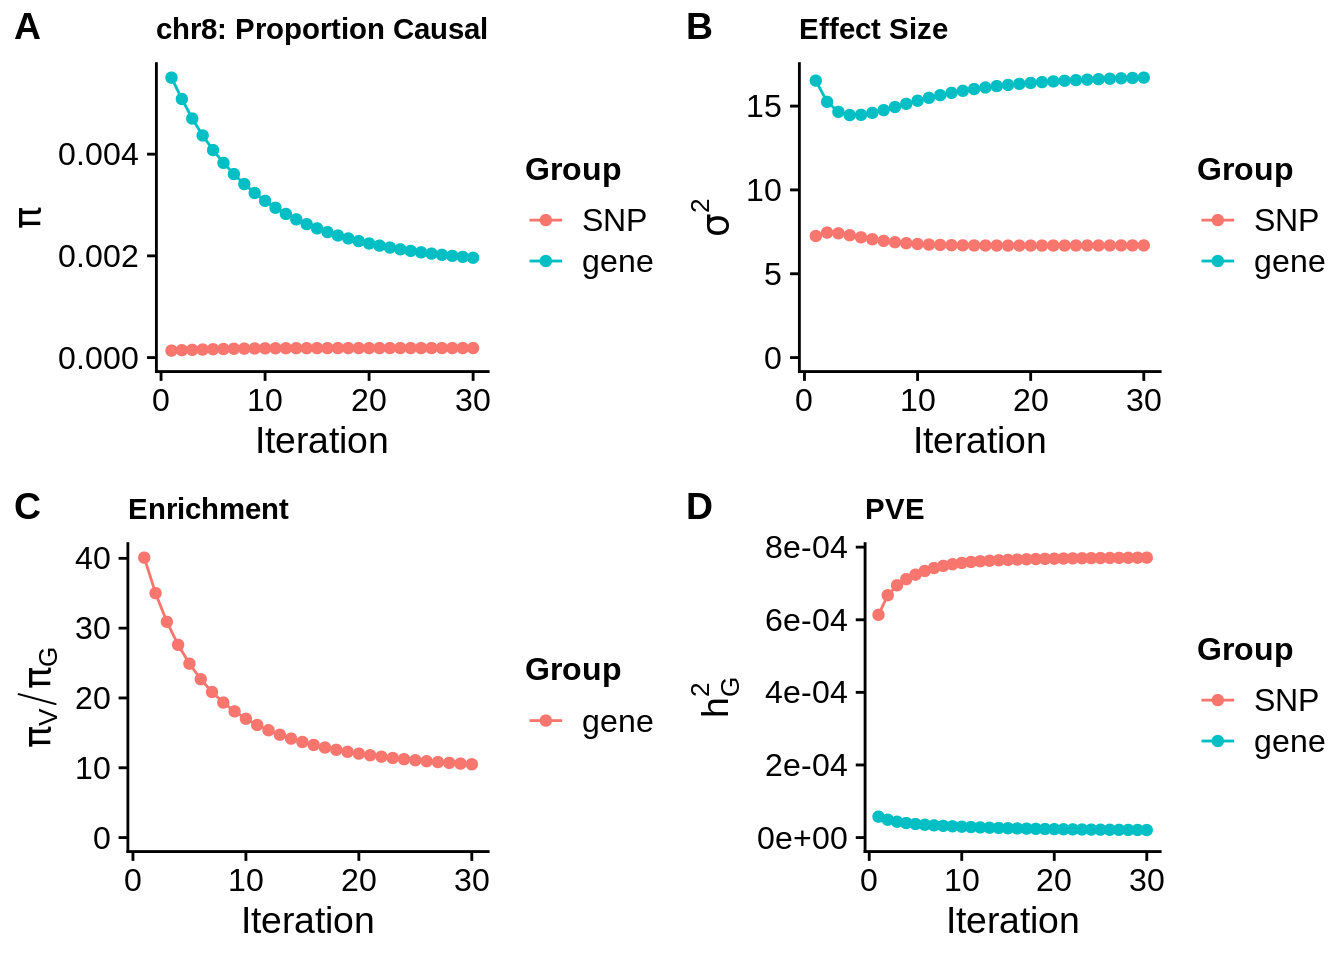 A
chr8: Proportion Causal
π
0.004
0.002
0.000
0 10 20 30
Iteration
Group
SNP
gene
B
Effect Size
σ²
15
10
5
0
0 10 20 30
Iteration
Group
SNP
gene
C
Enrichment
πV/πG
40
30
20
10
0
0 10 20 30
Iteration
Group
gene
D
PVE
h²G
8e-04
6e-04
4e-04
2e-04
0e+00
0 10 20 30
Iteration
Group
SNP
gene